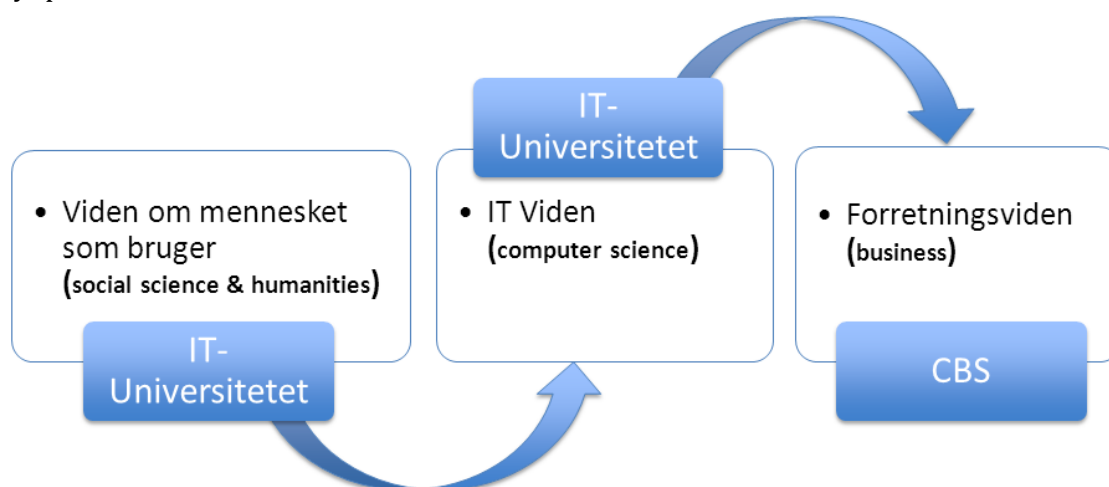 • Viden om mennesket
som bruger
(social science & humanities)
IT-
Universitetet
IT-
Universitetet
• IT Viden
(computer science)
• Forretningsviden
(business)
CBS